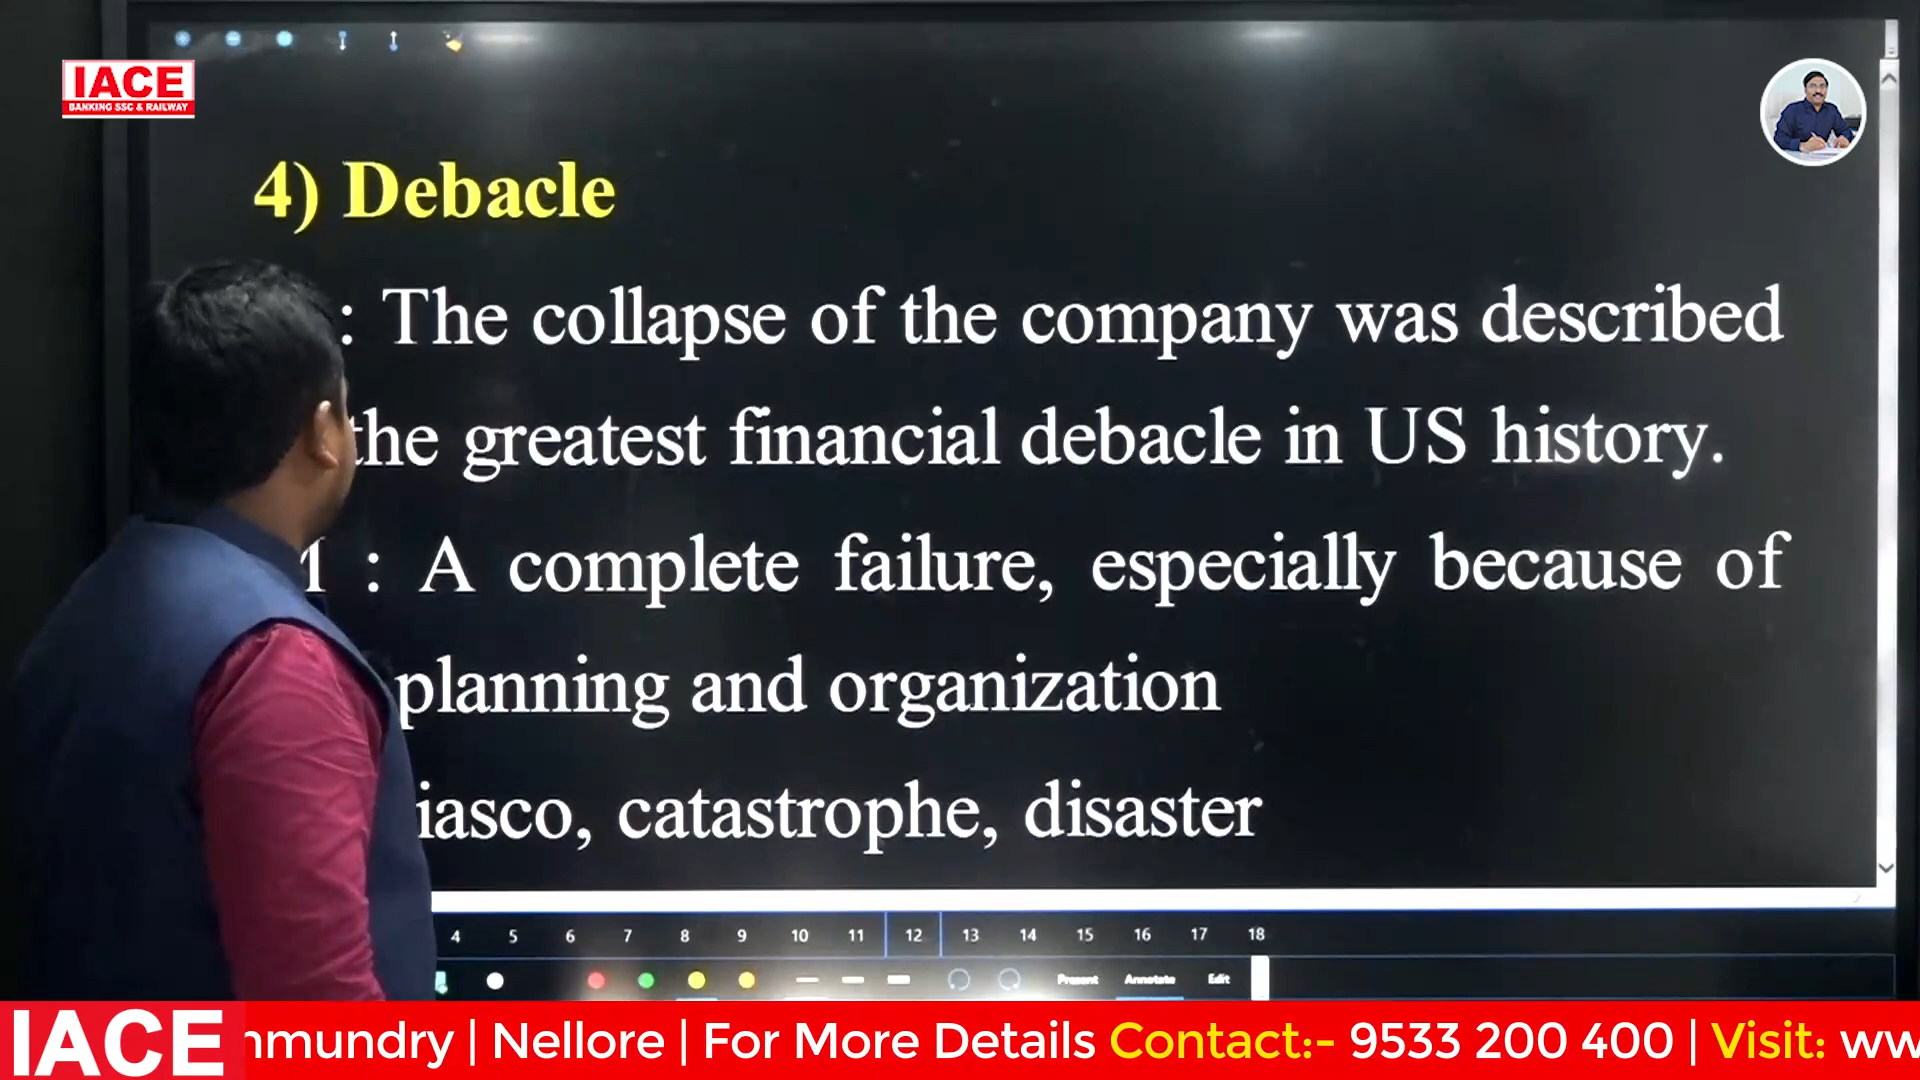 IACE
BANKING SSC & RAILWAY
4) Debacle
: The collapse of the company was described
the greatest financial debacle in US history.
: A complete failure, especially because of
planning and organization
iasco, catastrophe, disaster
4 5 6 7 8 9 10 11 12 13 14 15 16 17 18
Present Annotate Edit
IACE nmundry | Nellore | For More Details Contact:- 9533 200 400 | Visit: ww